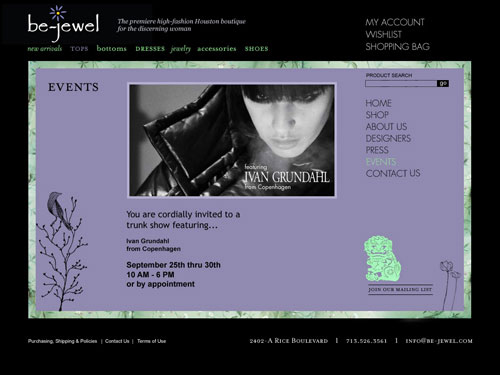 be-jewel
The premiere high-fashion Houston boutique
for the discerning woman
MY ACCOUNT
WISHLIST
SHOPPING BAG
new arrivals TOPS bottoms DRESSES jewelry accessories SHOES
EVENTS
PRODUCT SEARCH
go
HOME
SHOP
ABOUT US
DESIGNERS
PRESS
EVENTS
CONTACT US
featuring
IVAN GRUNDAHL
from Copenhagen
You are cordially invited to a
trunk show featuring...
Ivan Grundahl
from Copenhagen
September 25th thru 30th
10 AM - 6 PM
or by appointment
JOIN OUR MAILING LIST
Purchasing, Shipping & Policies | Contact Us | Terms of Use
2402-A Rice Boulevard | 713.526.3561 | info@be-jewel.com